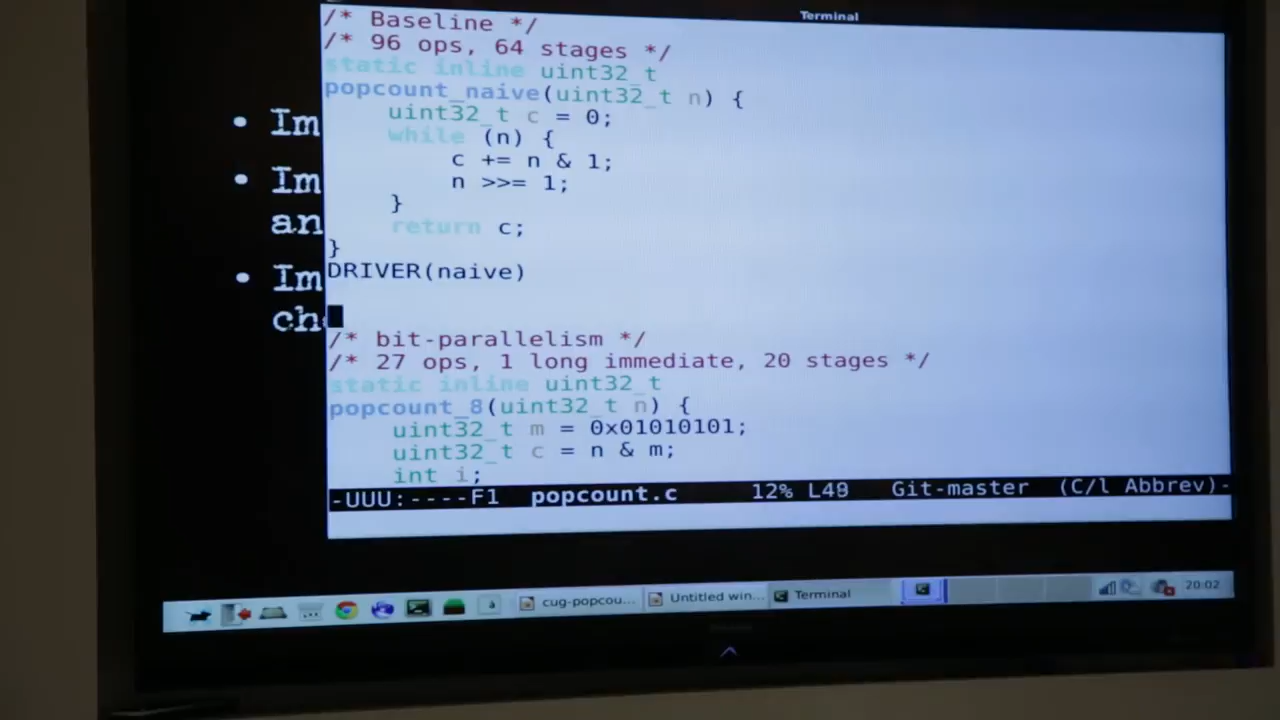 Terminal
/* Baseline */
/* 96 ops, 64 stages */
static inline uint32_t
popcount_naive(uint32_t n) {
    uint32_t c = 0;
    while (n) {
        c += n & 1;
        n >>= 1;
    }
    return c;
}
DRIVER(naive)
/* bit-parallelism */
/* 27 ops, 1 long immediate, 20 stages */
static inline uint32_t
popcount_8(uint32_t n) {
    uint32_t m = 0x01010101;
    uint32_t c = n & m;
    int i;
-UUU:----F1 popcount.c 12% L48 Git-master (C/l Abbrev)-
• Im
• Im
an
• Im
ch
cug-popcou... Untitled win... Terminal 20:02